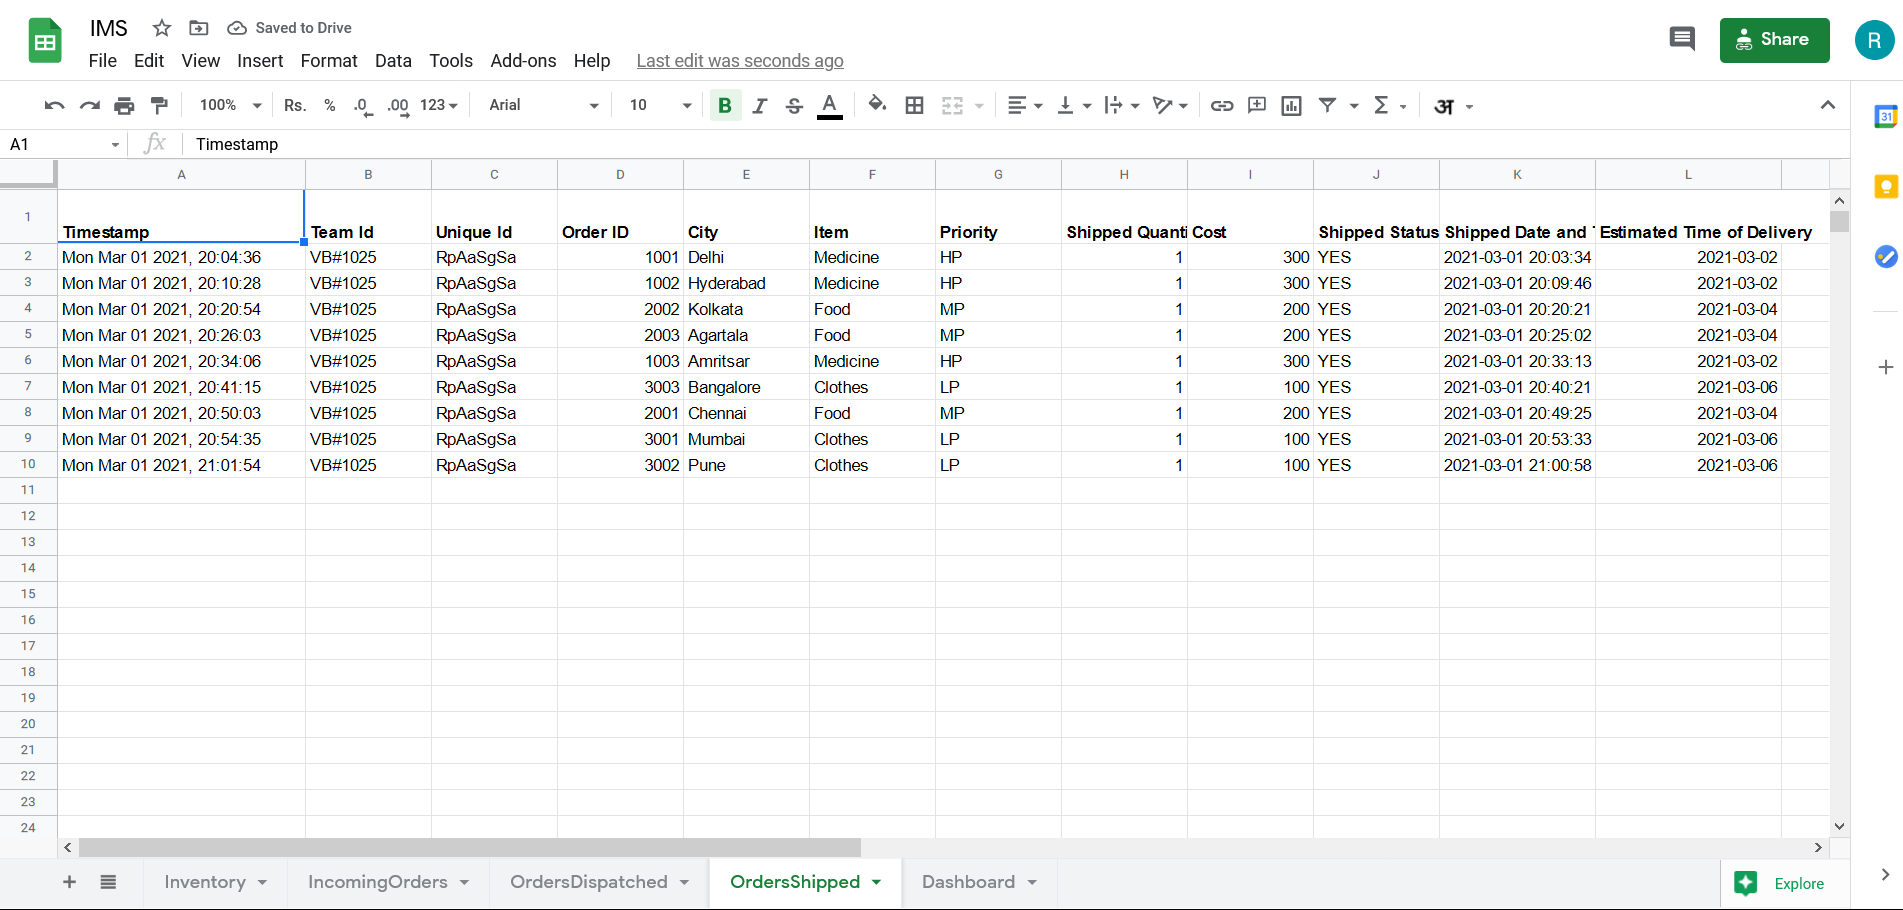 IMS Saved to Drive
File Edit View Insert Format Data Tools Add-ons Help Last edit was seconds ago
Share
R
100% Rs. % .0 .00 123 Arial 10 B I S A Σ अ
31
A1 fx Timestamp
A B C D E F G H I J K L
1 Timestamp Team Id Unique Id Order ID City Item Priority Shipped Quanti Cost Shipped Status Shipped Date and Estimated Time of Delivery
2 Mon Mar 01 2021, 20:04:36 VB#1025 RpAaSgSa 1001 Delhi Medicine HP 1 300 YES 2021-03-01 20:03:34 2021-03-02
3 Mon Mar 01 2021, 20:10:28 VB#1025 RpAaSgSa 1002 Hyderabad Medicine HP 1 300 YES 2021-03-01 20:09:46 2021-03-02
4 Mon Mar 01 2021, 20:20:54 VB#1025 RpAaSgSa 2002 Kolkata Food MP 1 200 YES 2021-03-01 20:20:21 2021-03-04
5 Mon Mar 01 2021, 20:26:03 VB#1025 RpAaSgSa 2003 Agartala Food MP 1 200 YES 2021-03-01 20:25:02 2021-03-04
6 Mon Mar 01 2021, 20:34:06 VB#1025 RpAaSgSa 1003 Amritsar Medicine HP 1 300 YES 2021-03-01 20:33:13 2021-03-02
7 Mon Mar 01 2021, 20:41:15 VB#1025 RpAaSgSa 3003 Bangalore Clothes LP 1 100 YES 2021-03-01 20:40:21 2021-03-06
8 Mon Mar 01 2021, 20:50:03 VB#1025 RpAaSgSa 2001 Chennai Food MP 1 200 YES 2021-03-01 20:49:25 2021-03-04
9 Mon Mar 01 2021, 20:54:35 VB#1025 RpAaSgSa 3001 Mumbai Clothes LP 1 100 YES 2021-03-01 20:53:33 2021-03-06
10 Mon Mar 01 2021, 21:01:54 VB#1025 RpAaSgSa 3002 Pune Clothes LP 1 100 YES 2021-03-01 21:00:58 2021-03-06
11
12
13
14
15
16
17
18
19
20
21
22
23
24
Inventory IncomingOrders OrdersDispatched OrdersShipped Dashboard Explore